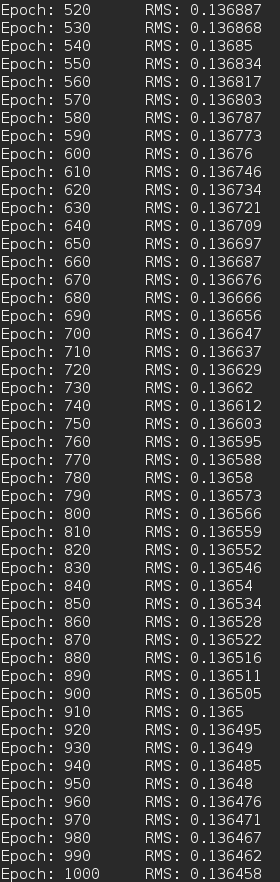 Epoch: 520 RMS: 0.136887
Epoch: 530 RMS: 0.136868
Epoch: 540 RMS: 0.13685
Epoch: 550 RMS: 0.136834
Epoch: 560 RMS: 0.136817
Epoch: 570 RMS: 0.136803
Epoch: 580 RMS: 0.136787
Epoch: 590 RMS: 0.136773
Epoch: 600 RMS: 0.13676
Epoch: 610 RMS: 0.136746
Epoch: 620 RMS: 0.136734
Epoch: 630 RMS: 0.136721
Epoch: 640 RMS: 0.136709
Epoch: 650 RMS: 0.136697
Epoch: 660 RMS: 0.136687
Epoch: 670 RMS: 0.136676
Epoch: 680 RMS: 0.136666
Epoch: 690 RMS: 0.136656
Epoch: 700 RMS: 0.136647
Epoch: 710 RMS: 0.136637
Epoch: 720 RMS: 0.136629
Epoch: 730 RMS: 0.13662
Epoch: 740 RMS: 0.136612
Epoch: 750 RMS: 0.136603
Epoch: 760 RMS: 0.136595
Epoch: 770 RMS: 0.136588
Epoch: 780 RMS: 0.13658
Epoch: 790 RMS: 0.136573
Epoch: 800 RMS: 0.136566
Epoch: 810 RMS: 0.136559
Epoch: 820 RMS: 0.136552
Epoch: 830 RMS: 0.136546
Epoch: 840 RMS: 0.13654
Epoch: 850 RMS: 0.136534
Epoch: 860 RMS: 0.136528
Epoch: 870 RMS: 0.136522
Epoch: 880 RMS: 0.136516
Epoch: 890 RMS: 0.136511
Epoch: 900 RMS: 0.136505
Epoch: 910 RMS: 0.1365
Epoch: 920 RMS: 0.136495
Epoch: 930 RMS: 0.13649
Epoch: 940 RMS: 0.136485
Epoch: 950 RMS: 0.13648
Epoch: 960 RMS: 0.136476
Epoch: 970 RMS: 0.136471
Epoch: 980 RMS: 0.136467
Epoch: 990 RMS: 0.136462
Epoch: 1000 RMS: 0.136458